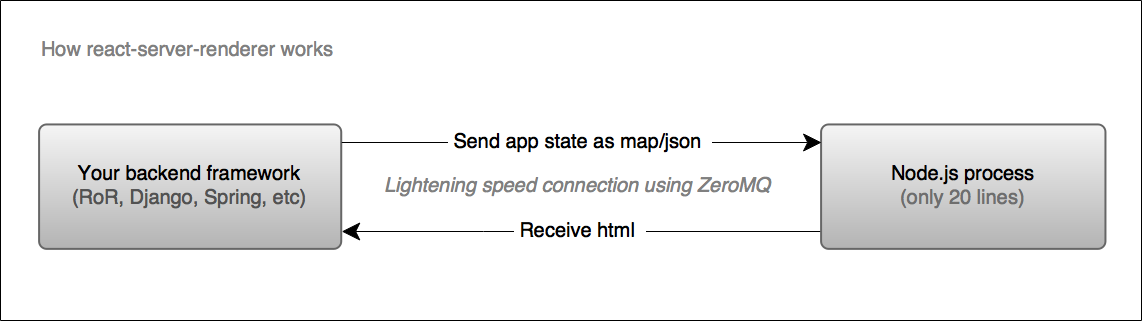 How react-server-renderer works
Send app state as map/json
Your backend framework
(RoR, Django, Spring, etc)
Lightening speed connection using ZeroMQ
Node.js process
(only 20 lines)
Receive html